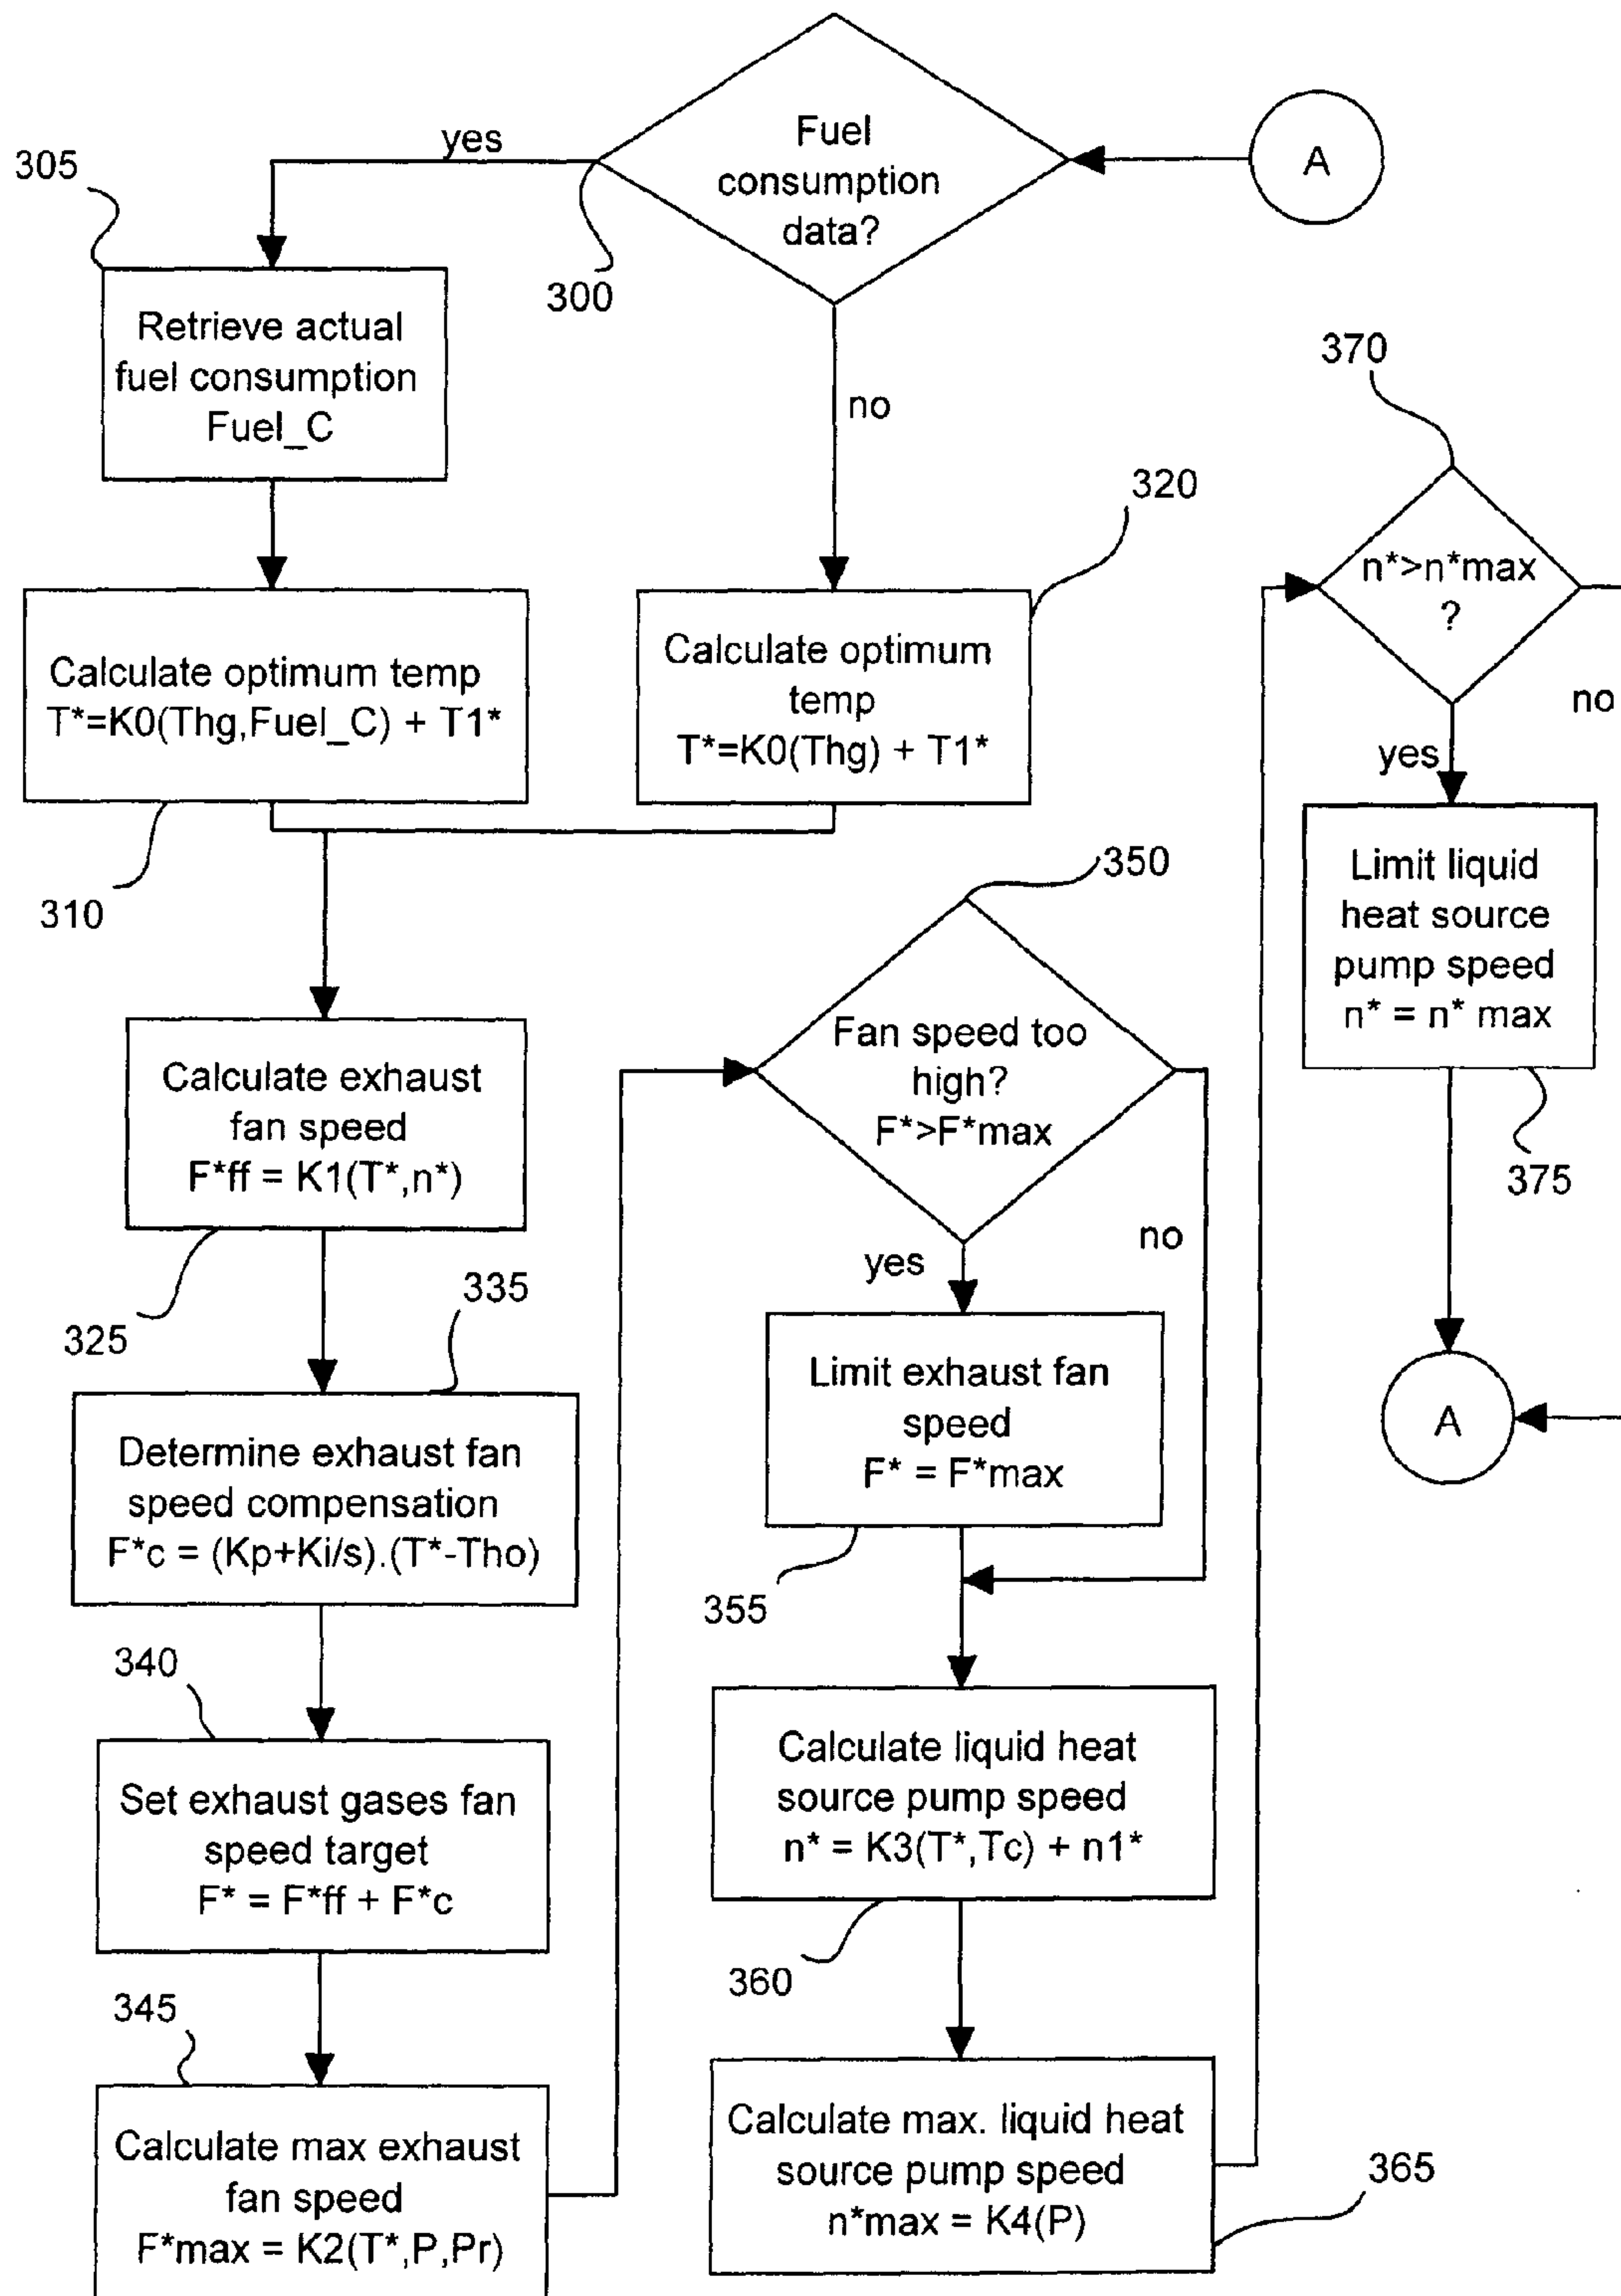 Fuel
consumption
data?
yes
A
305
300
Retrieve actual
fuel consumption
Fuel_C
no
320
Calculate optimum temp
T*=K0(Thg,Fuel_C) + T1*
310
Calculate optimum
temp
T*=K0(Thg) + T1*
Calculate exhaust
fan speed
F*ff = K1(T*,n*)
325
335
Determine exhaust fan
speed compensation
F*c = (Kp+Ki/s).(T*-Tho)
340
Set exhaust gases fan
speed target
F* = F*ff + F*c
345
Calculate max exhaust
fan speed
F*max = K2(T*,P,Pr)
350
Fan speed too
high?
F*>F*max
yes
no
Limit exhaust fan
speed
F* = F*max
355
Calculate liquid heat
source pump speed
n* = K3(T*,Tc) + n1*
360
Calculate max. liquid heat
source pump speed
n*max = K4(P)
365
370
n*>n*max
?
no
yes
Limit liquid
heat source
pump speed
n* = n* max
375
A